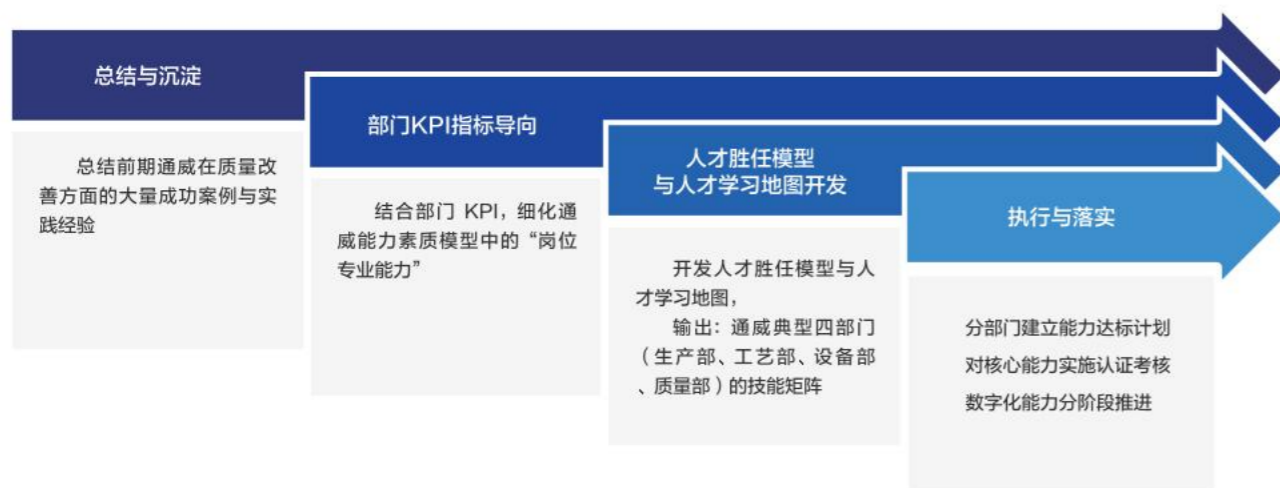 总结与沉淀
总结前期通威在质量改
善方面的大量成功案例与实
践经验
部门KPI指标导向
结合部门 KPI，细化通
威能力素质模型中的“岗位
专业能力”
人才胜任模型
与人才学习地图开发
开发人才胜任模型与人
才学习地图，
输出：通威典型四部门
（生产部、工艺部、设备部
、质量部）的技能矩阵
执行与落实
分部门建立能力达标计划
对核心能力实施认证考核
数字化能力分阶段推进